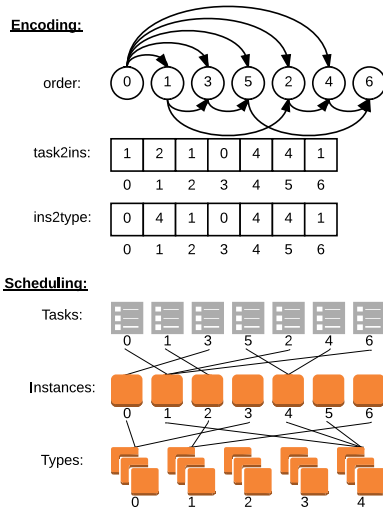 Encoding:
order: 0 1 3 5 2 4 6
task2ins: 1 2 1 0 4 4 1
0 1 2 3 4 5 6
ins2type: 0 4 1 0 4 4 1
0 1 2 3 4 5 6
Scheduling:
Tasks:
0 1 3 5 2 4 6
Instances:
0 1 2 3 4 5 6
Types:
0 1 2 3 4